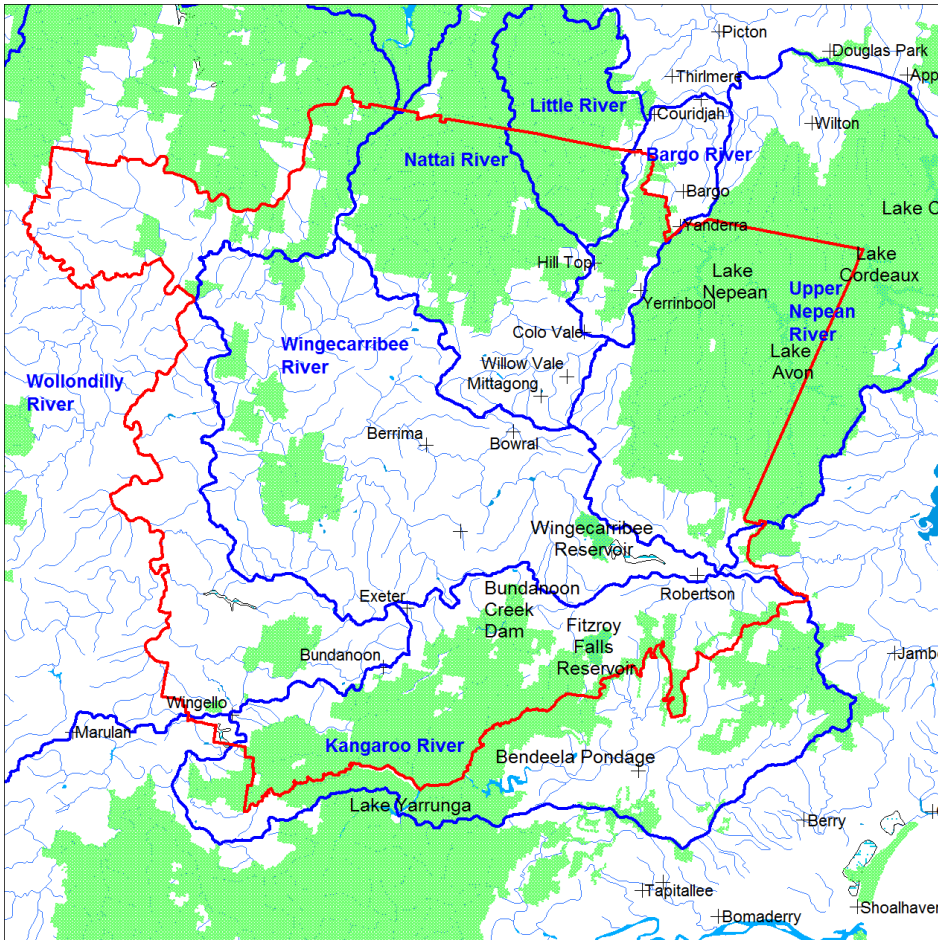 Picton
Douglas Park
App
Thirlmere
Little River
Couridjah
Wilton
Nattai River
Bargo River
Bargo
Lake C
Yanderra
Hill Top
Lake
Nepean
Lake
Cordeaux
Yerrinbool
Upper
Nepean
River
Colo Vale
Wingecarribee
River
Willow Vale
Mittagong
Lake
Avon
Wollondilly
River
Berrima
Bowral
Wingecarribee
Reservoir
Exeter
Bundanoon
Creek
Dam
Robertson
Fitzroy
Falls
Reservoir
Bundanoon
Jamb
Wingello
Marulan
Kangaroo River
Bendeela Pondage
Lake Yarrunga
Berry
Tapitallee
Bomaderry
Shoalhaven